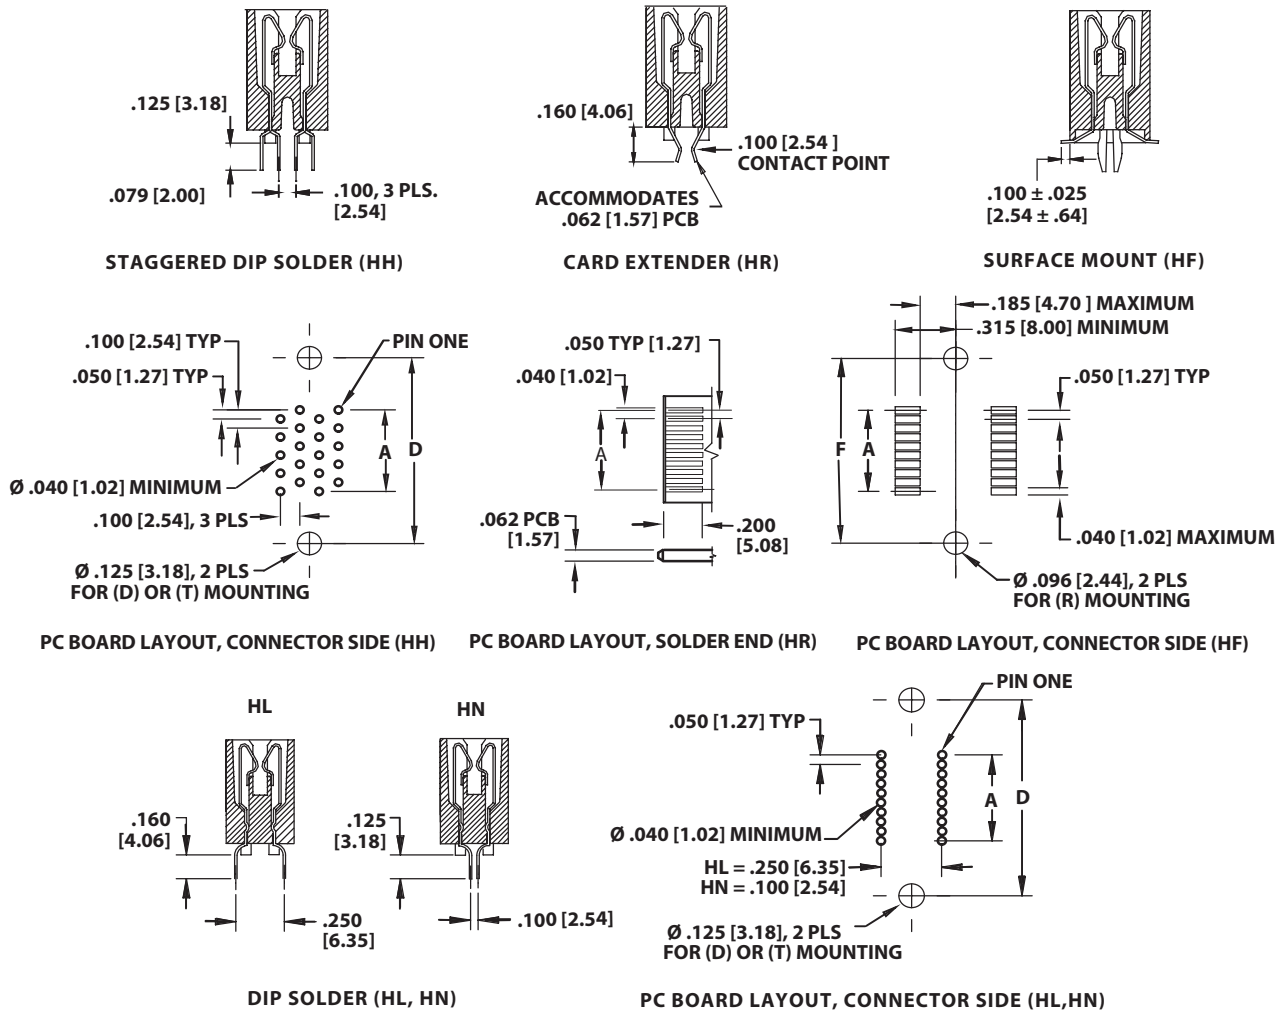 .125 [3.18]
.079 [2.00]
.100, 3 PLS.
[2.54]
STAGGERED DIP SOLDER (HH)
.160 [4.06]
.100 [2.54 ]
CONTACT POINT
ACCOMMODATES
.062 [1.57] PCB
CARD EXTENDER (HR)
.100 ± .025
[2.54 ± .64]
SURFACE MOUNT (HF)
.100 [2.54] TYP
.050 [1.27] TYP
PIN ONE
A
D
Ø .040 [1.02] MINIMUM
.100 [2.54], 3 PLS
Ø .125 [3.18], 2 PLS
FOR (D) OR (T) MOUNTING
PC BOARD LAYOUT, CONNECTOR SIDE (HH)
.050 TYP [1.27]
.040 [1.02]
A
.062 PCB
[1.57]
.200
[5.08]
PC BOARD LAYOUT, SOLDER END (HR)
.185 [4.70 ] MAXIMUM
.315 [8.00] MINIMUM
.050 [1.27] TYP
F
A
.040 [1.02] MAXIMUM
Ø .096 [2.44], 2 PLS
FOR (R) MOUNTING
PC BOARD LAYOUT, CONNECTOR SIDE (HF)
HL
HN
.160
[4.06]
.125
[3.18]
.250
[6.35]
.100 [2.54]
DIP SOLDER (HL, HN)
PIN ONE
.050 [1.27] TYP
A
D
Ø .040 [1.02] MINIMUM
HL = .250 [6.35]
HN = .100 [2.54]
Ø .125 [3.18], 2 PLS
FOR (D) OR (T) MOUNTING
PC BOARD LAYOUT, CONNECTOR SIDE (HL,HN)